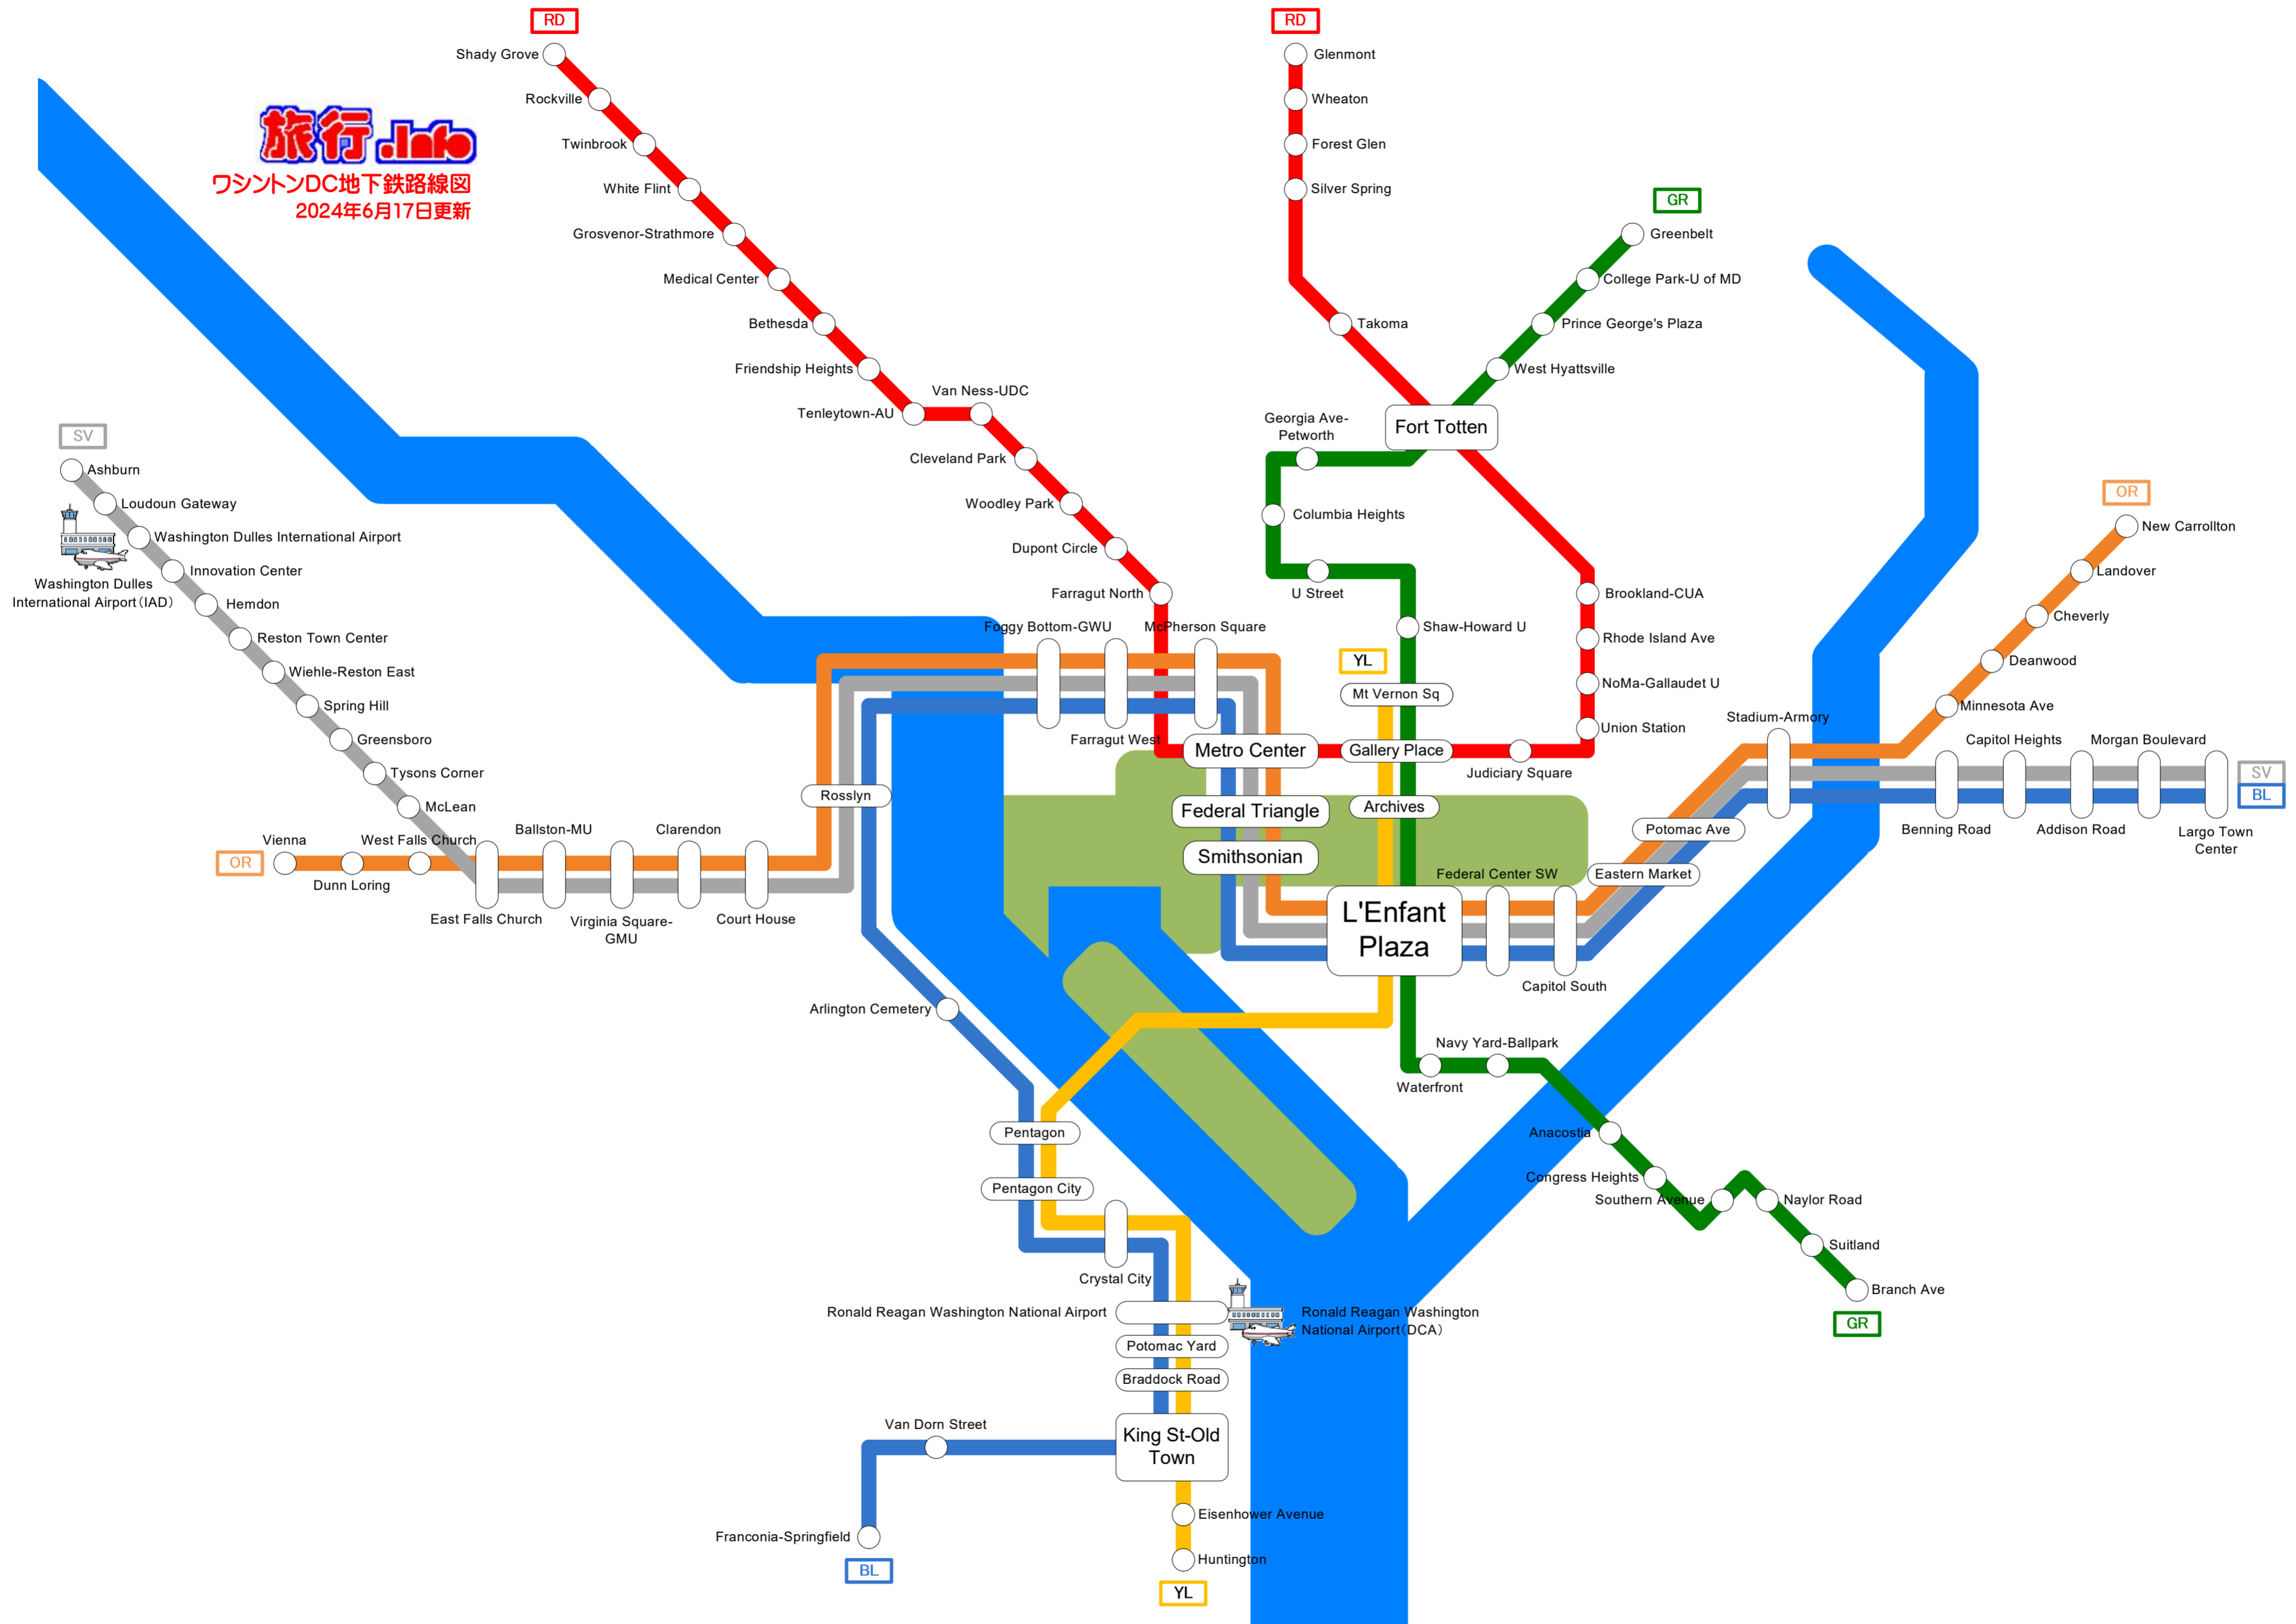 RD
RD
Shady Grove
Glenmont
Rockville
Wheaton
旅行.Info
Twinbrook
Forest Glen
ワシントンDC地下鉄路線図
White Flint
Silver Spring
2024年6月17日更新
GR
Grosvenor-Strathmore
Greenbelt
Medical Center
College Park-U of MD
Bethesda
Takoma
Prince George's Plaza
Friendship Heights
West Hyattsville
Van Ness-UDC
Tenleytown-AU
Georgia Ave-
Petworth
Fort Totten
SV
Cleveland Park
Ashburn
OR
Loudoun Gateway
Woodley Park
Columbia Heights
New Carrollton
Washington Dulles International Airport
Dupont Circle
Innovation Center
Landover
Washington Dulles
International Airport(IAD)
Hemdon
Farragut North
U Street
Brookland-CUA
Cheverly
Reston Town Center
Foggy Bottom-GWU
McPherson Square
Shaw-Howard U
Rhode Island Ave
Wiehle-Reston East
YL
Deanwood
Spring Hill
Mt Vernon Sq
NoMa-Gallaudet U
Minnesota Ave
Greensboro
Farragut West
Union Station
Stadium-Armory
Capitol Heights
Morgan Boulevard
Metro Center
Gallery Place
Tysons Corner
Judiciary Square
SV
Rosslyn
BL
McLean
Federal Triangle
Archives
Vienna
West Falls Church
Ballston-MU
Clarendon
Potomac Ave
Benning Road
Addison Road
Largo Town
Center
OR
Dunn Loring
Smithsonian
Federal Center SW
Eastern Market
East Falls Church
Virginia Square-
GMU
Court House
L'Enfant
Plaza
Capitol South
Arlington Cemetery
Navy Yard-Ballpark
Waterfront
Pentagon
Anacostia
Pentagon City
Congress Heights
Southern Avenue
Naylor Road
Suitland
Crystal City
Branch Ave
Ronald Reagan Washington National Airport
Ronald Reagan Washington
National Airport(DCA)
GR
Potomac Yard
Braddock Road
Van Dorn Street
King St-Old
Town
Eisenhower Avenue
Franconia-Springfield
Huntington
BL
YL